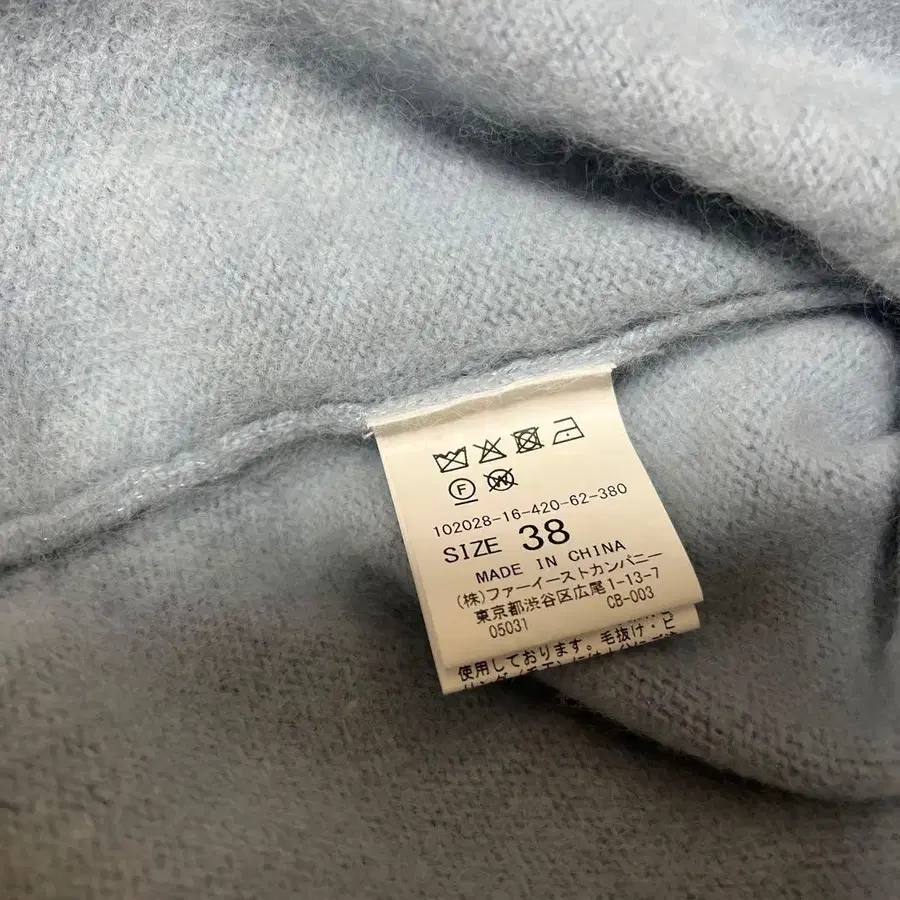 F W
102028-16-420-62-380
SIZE 38
MADE IN CHINA
(株)ファーイーストカンパニー
東京都渋谷区広尾1-13-7
05031 CB-003
使用しております。毛抜け・ピ